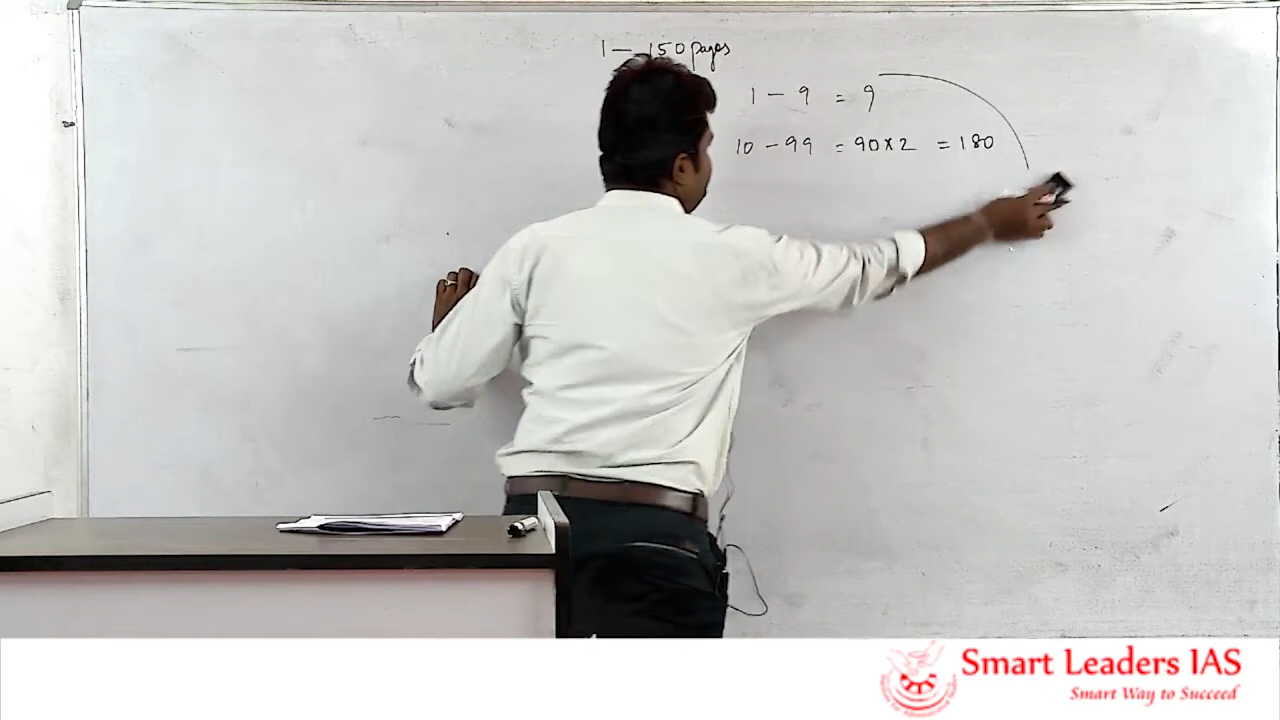 1 – 150 pages
1 – 9 = 9
10 – 99 = 90 × 2 = 180
Smart Leaders IAS
Smart Way to Succeed